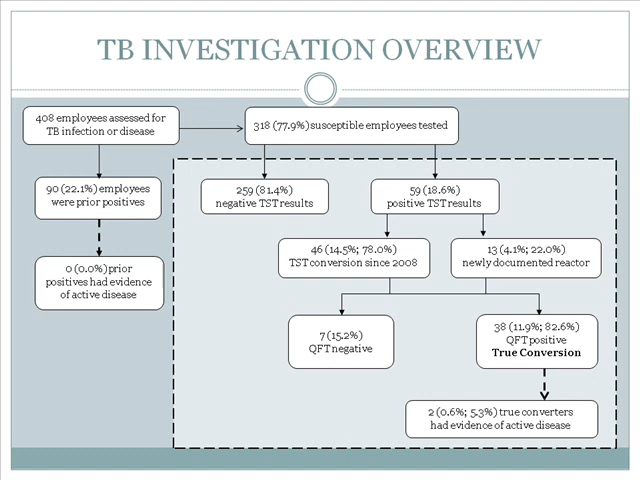 TB INVESTIGATION OVERVIEW
408 employees assessed for
TB infection or disease
318 (77.9%) susceptible employees tested
90 (22.1%) employees
were prior positives
259 (81.4%)
negative TST results
59 (18.6%)
positive TST results
0 (0.0%) prior
positives had evidence
of active disease
46 (14.5%; 78.0%)
TST conversion since 2008
13 (4.1%; 22.0%)
newly documented reactor
7 (15.2%)
QFT negative
38 (11.9%; 82.6%)
QFT positive
True Conversion
2 (0.6%; 5.3%) true converters
had evidence of active disease